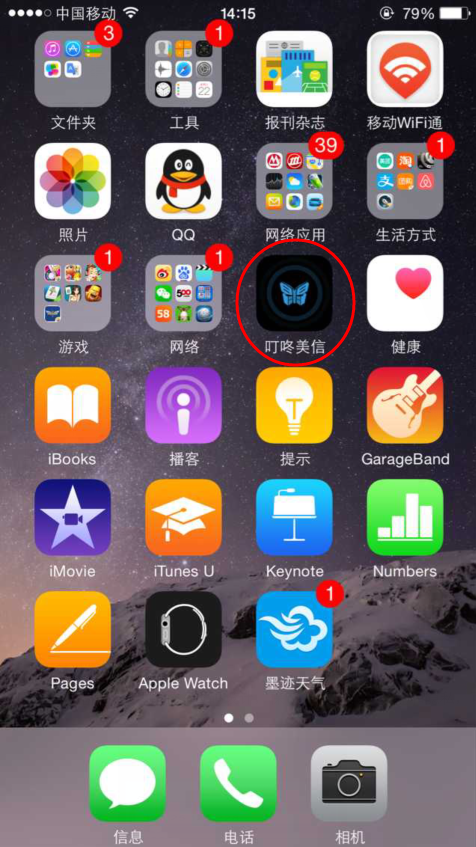 中国移动
14:15
79%
3
1
文件夹
工具
报刊杂志
移动WiFi通
39
1
照片
QQ
网络应用
生活方式
1
1
游戏
网络
叮咚美信
健康
iBooks
播客
提示
GarageBand
iMovie
iTunes U
Keynote
Numbers
1
Pages
Apple Watch
墨迹天气
信息
电话
相机